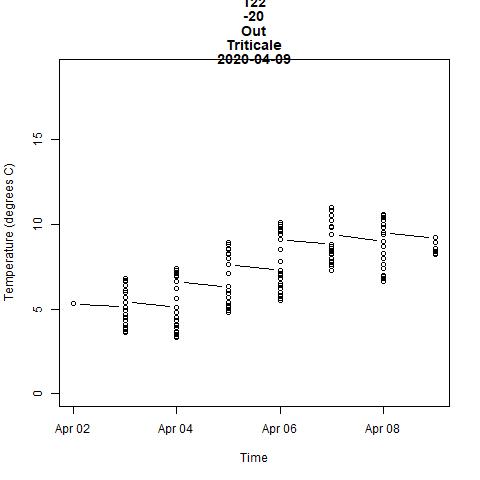 122
-20
Out
Triticale
2020-04-09
Temperature (degrees C)
15
10
5
0
Apr 02
Apr 04
Apr 06
Apr 08
Time